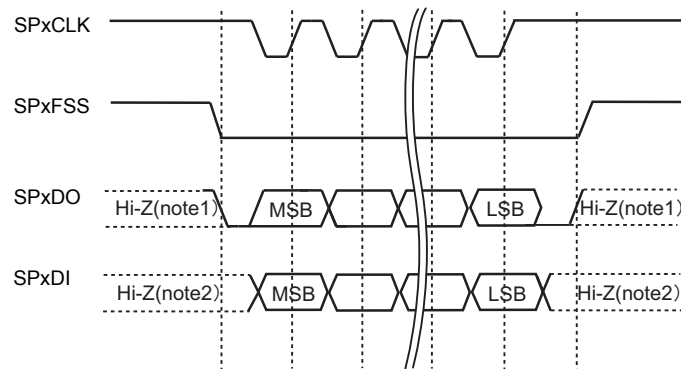 SPxCLK
SPxFSS
SPxDO
Hi-Z(note1)
MSB
LSB
Hi-Z(note1)
SPxDI
Hi-Z(note2)
MSB
LSB
Hi-Z(note2)